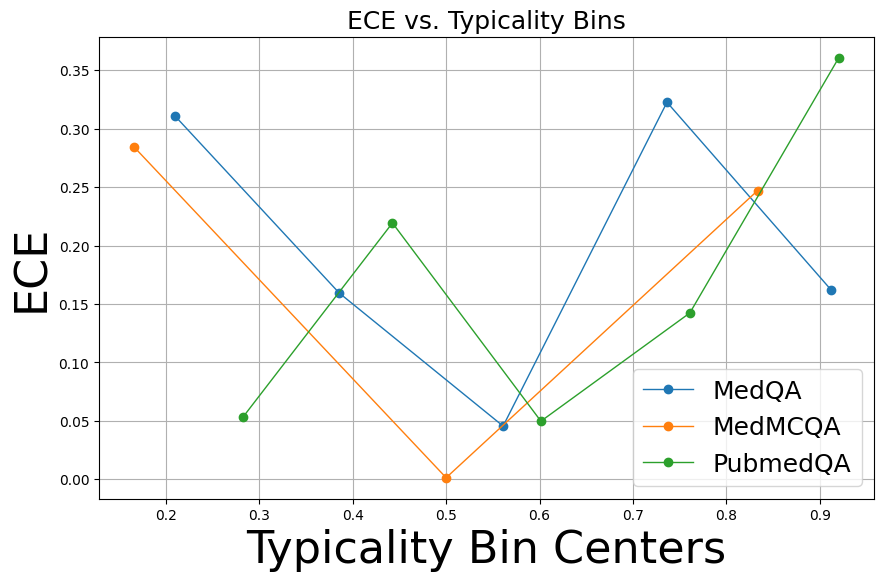 ECE vs. Typicality Bins
ECE
0.35
0.30
0.25
0.20
0.15
0.10
0.05
0.00
0.2 0.3 0.4 0.5 0.6 0.7 0.8 0.9
Typicality Bin Centers
MedQA
MedMCQA
PubmedQA